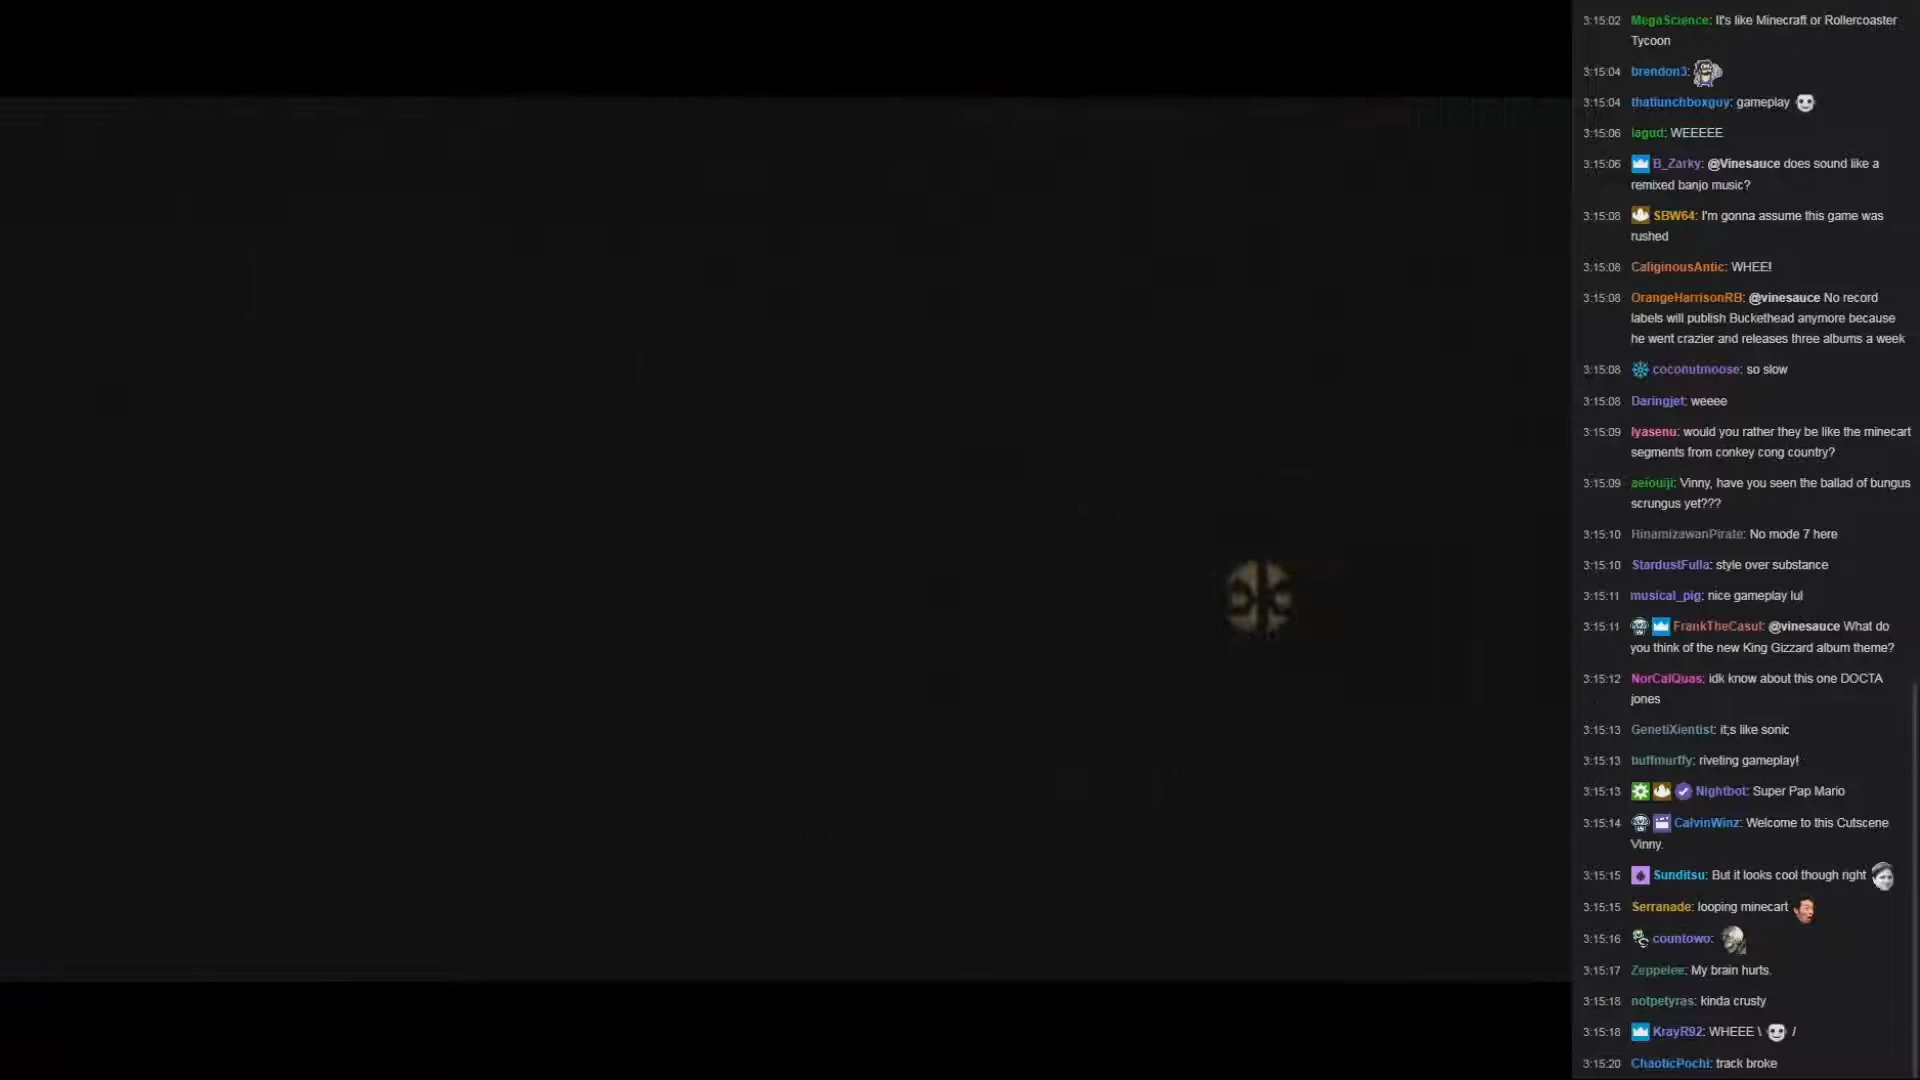 3:15:02 MegaScience: It's like Minecraft or Rollercoaster
Tycoon
3:15:04 brendon3:
3:15:04 thatlunchboxguy: gameplay
3:15:06 lagud: WEEEEE
3:15:06 B_Zarky: @Vinesauce does sound like a
remixed banjo music?
3:15:08 SBW64: I'm gonna assume this game was
rushed
3:15:08 CaliginousAntic: WHEE!
3:15:08 OrangeHarrisonRB: @vinesauce No record
labels will publish Buckethead anymore because
he went crazier and releases three albums a week
3:15:08 coconutmoose: so slow
3:15:08 Daringjet: weeee
3:15:09 lyasenu: would you rather they be like the minecart
segments from conkey cong country?
3:15:09 aeiouiji: Vinny, have you seen the ballad of bungus
scrungus yet???
3:15:10 HinamizawanPirate: No mode 7 here
3:15:10 StardustFulla: style over substance
3:15:11 musical_pig: nice gameplay lul
3:15:11 FrankTheCasul: @vinesauce What do
you think of the new King Gizzard album theme?
3:15:12 NorCalQuas: idk know about this one DOCTA
jones
3:15:13 GenetiXientist: it;s like sonic
3:15:13 buffmurffy: riveting gameplay!
3:15:13 Nightbot: Super Pap Mario
3:15:14 CalvinWinz: Welcome to this Cutscene
Vinny.
3:15:15 Sunditsu: But it looks cool though right
3:15:15 Serranade: looping minecart
3:15:16 countowo:
3:15:17 Zeppelee: My brain hurts.
3:15:18 notpetyras: kinda crusty
3:15:18 KrayR92: WHEEE \ /
3:15:20 ChaoticPochi: track broke